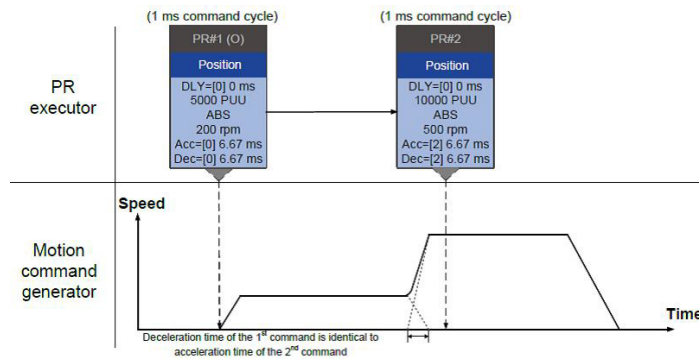 (1 ms command cycle)
(1 ms command cycle)
PR#1 (O)
PR#2
Position
Position
DLY=[0] 0 ms
5000 PUU
ABS
200 rpm
Acc=[0] 6.67 ms
Dec=[0] 6.67 ms
DLY=[0] 0 ms
10000 PUU
ABS
500 rpm
Acc=[2] 6.67 ms
Dec=[2] 6.67 ms
PR
executor
Speed
Motion
command
generator
Time
Deceleration time of the 1st command is identical to
acceleration time of the 2nd command